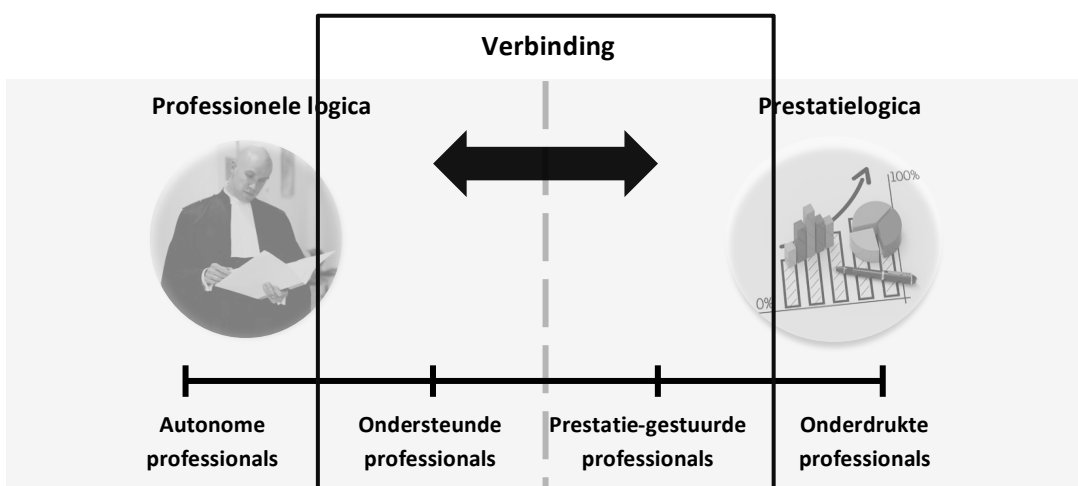 Verbinding
Professionele logica
Prestatielogica
100%
0%
Autonome
professionals
Ondersteunde
professionals
Prestatie-gestuurde
professionals
Onderdrukte
professionals